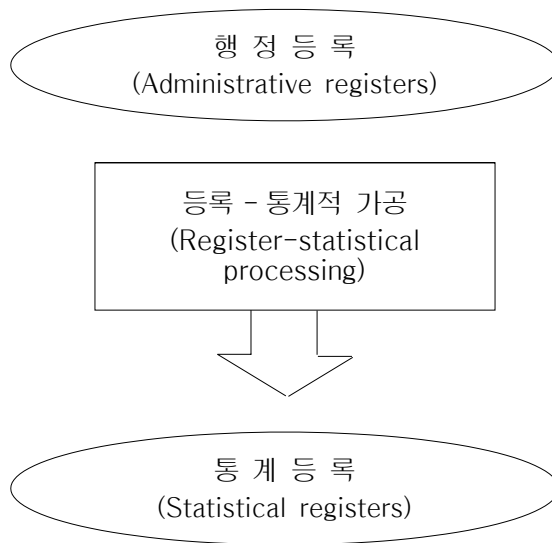 행 정 등 록
(Administrative registers)
등록 - 통계적 가공
(Register-statistical
processing)
통 계 등 록
(Statistical registers)